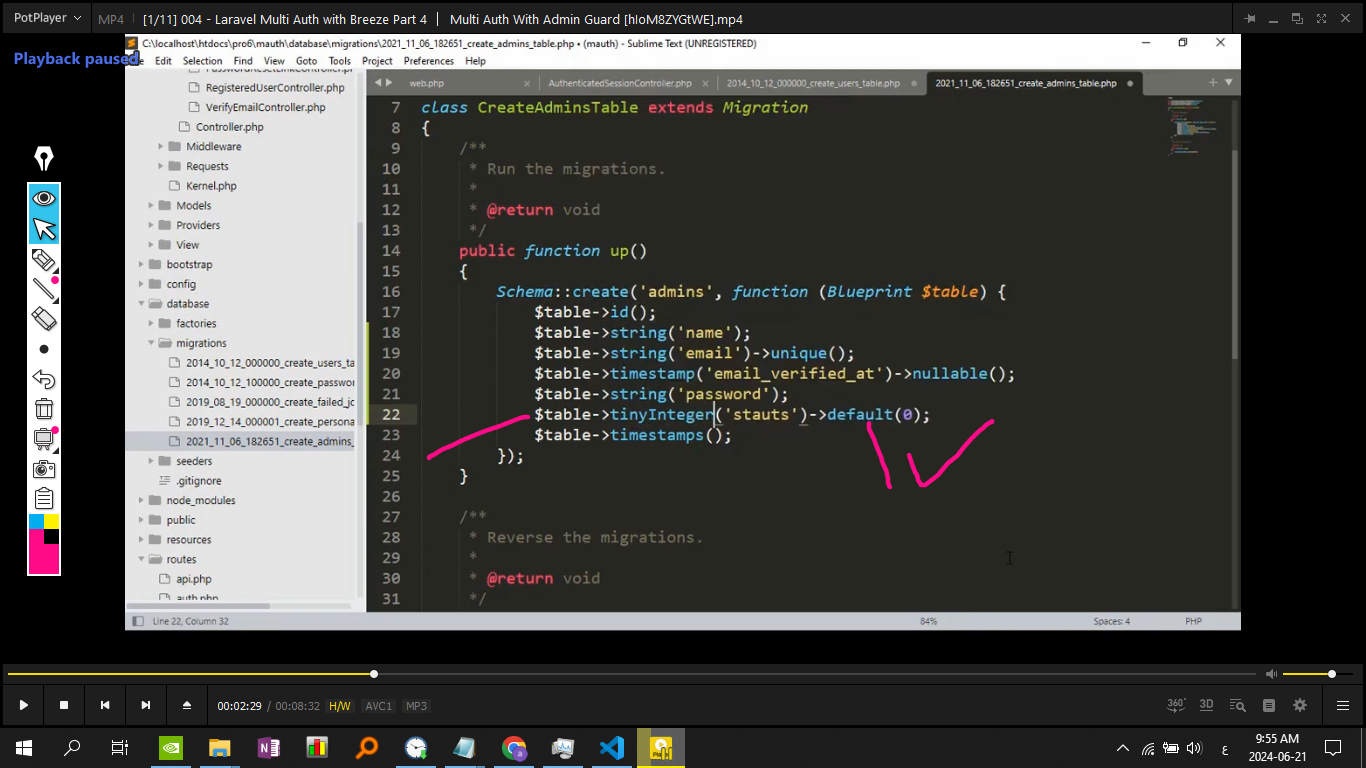 PotPlayer MP4 [1/11] 004 - Laravel Multi Auth with Breeze Part 4 | Multi Auth With Admin Guard [hIoM8ZYGtWE].mp4
Playback paused
C:\localhost\htdocs\pro6\mauth\database\migrations\2021_11_06_182651_create_admins_table.php • (mauth) - Sublime Text (UNREGISTERED)
Edit Selection Find View Goto Tools Project Preferences Help
web.php AuthenticatedSessionController.php 2014_10_12_000000_create_users_table.php 2021_11_06_182651_create_admins_table.php
RegisteredUserController.php
VerifyEmailController.php
Controller.php
Middleware
Requests
Kernel.php
Models
Providers
View
bootstrap
config
database
factories
migrations
2014_10_12_000000_create_users_ta
2014_10_12_100000_create_passwor
2019_08_19_000000_create_failed_jc
2019_12_14_000001_create_persona
2021_11_06_182651_create_admins_
seeders
.gitignore
node_modules
public
resources
routes
api.php
auth.php
7 class CreateAdminsTable extends Migration
8 {
9 /**
10 * Run the migrations.
11 *
12 * @return void
13 */
14 public function up()
15 {
16 Schema::create('admins', function (Blueprint $table) {
17 $table->id();
18 $table->string('name');
19 $table->string('email')->unique();
20 $table->timestamp('email_verified_at')->nullable();
21 $table->string('password');
22 $table->tinyInteger('stauts')->default(0);
23 $table->timestamps();
24 });
25 }
26
27 /**
28 * Reverse the migrations.
29 *
30 * @return void
31 */
Line 22, Column 32 84% Spaces: 4 PHP
00:02:29 / 00:08:32 H/W AVC1 MP3 360° 3D
ع 9:55 AM
2024-06-21